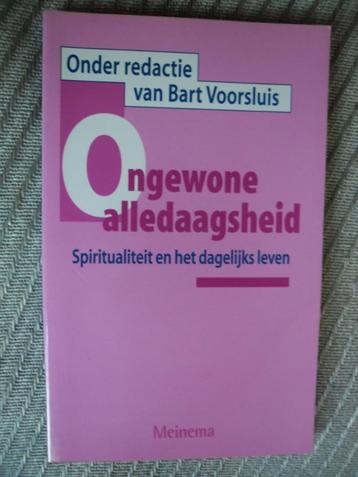 Onder redactie
van Bart Voorsluis
Ongewone
alledaagsheid
Spiritualiteit en het dagelijks leven
Meinema